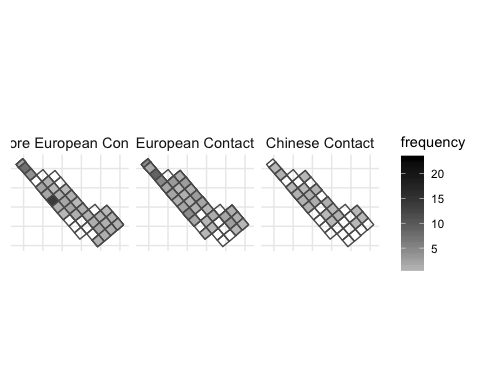 ore European Con
European Contact
Chinese Contact
frequency
20
15
10
5